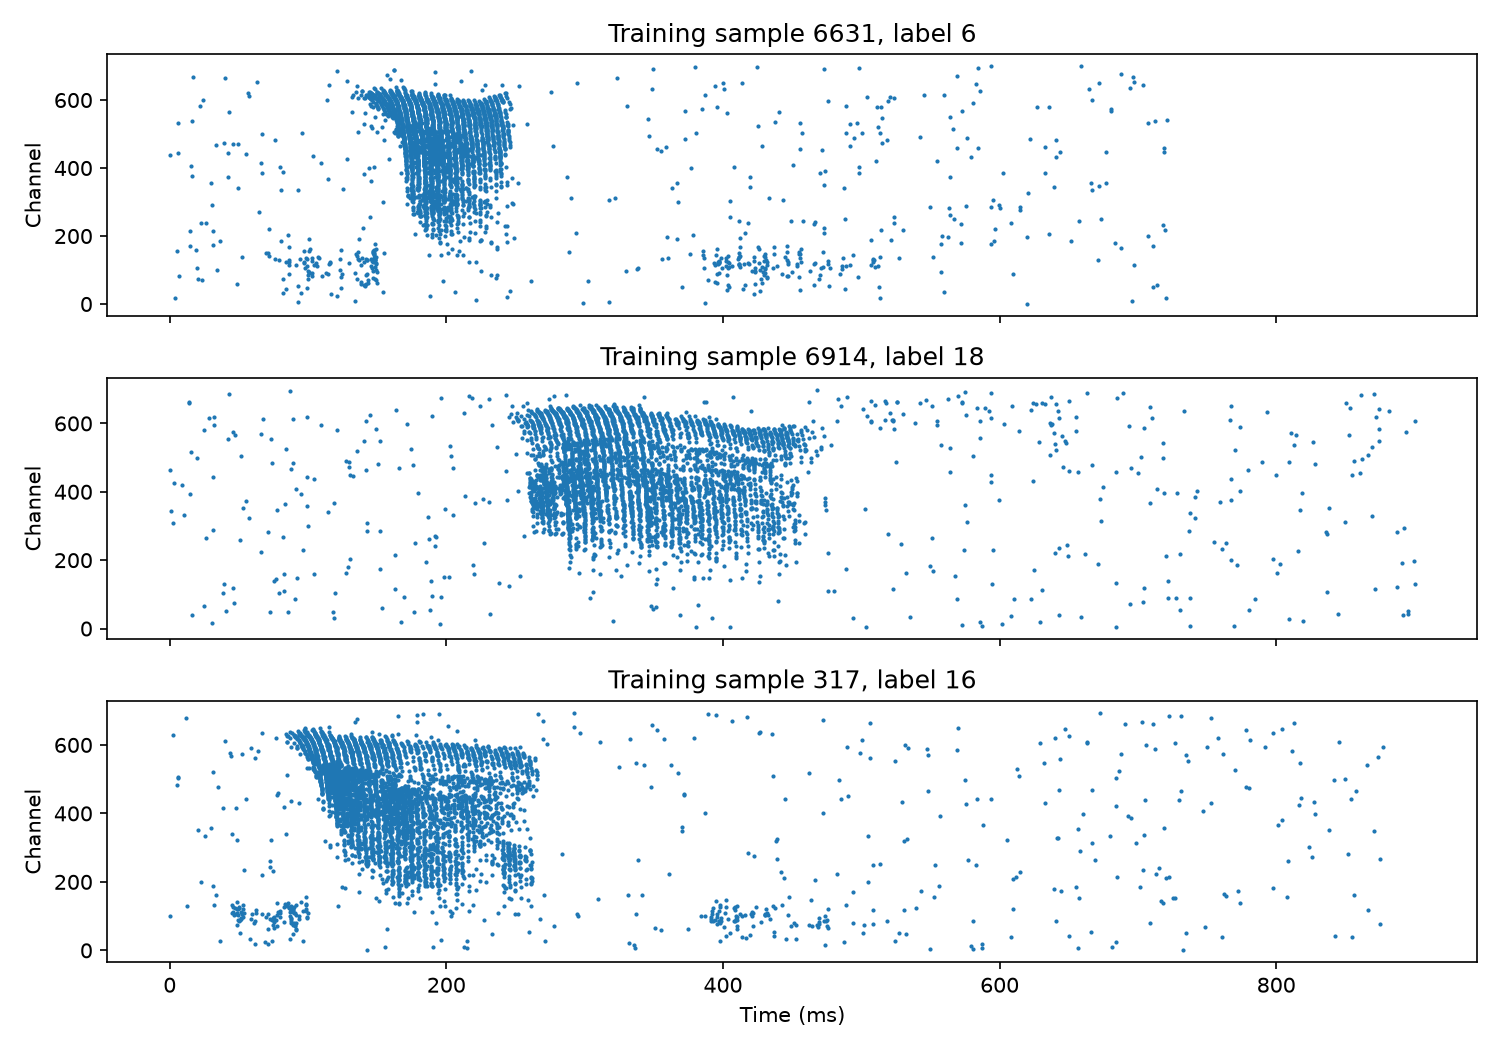 Training sample 6631, label 6
600
400
200
0
Channel
Training sample 6914, label 18
600
400
200
0
Channel
Training sample 317, label 16
600
400
200
0
Channel
0 200 400 600 800
Time (ms)